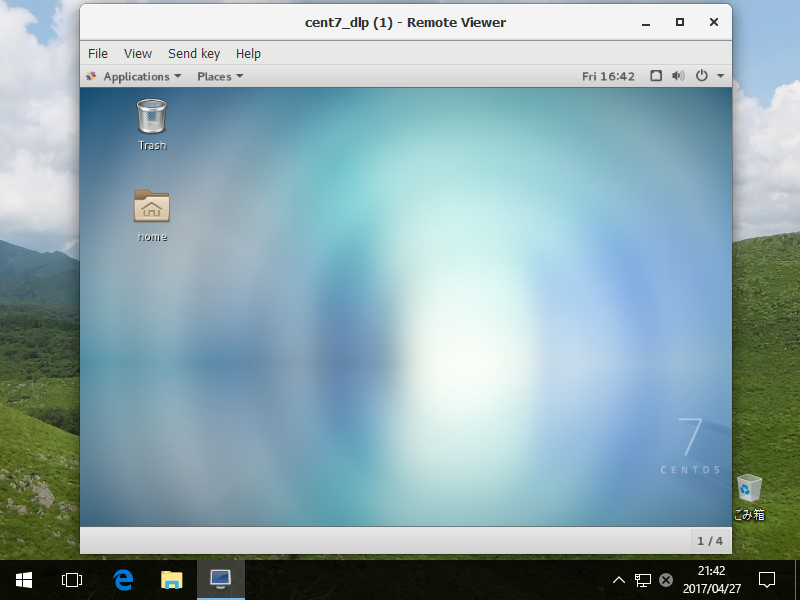 cent7_dlp (1) - Remote Viewer
File View Send key Help
Applications Places Fri 16:42
Trash
home
7
CENTOS
ごみ箱
1 / 4
21:42
2017/04/27